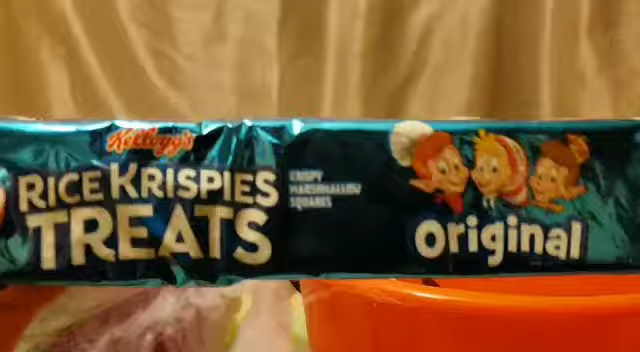 Kellogg's
RICE KRISPIES
TREATS
CRISPY
MARSHMALLOW
SQUARES
Original